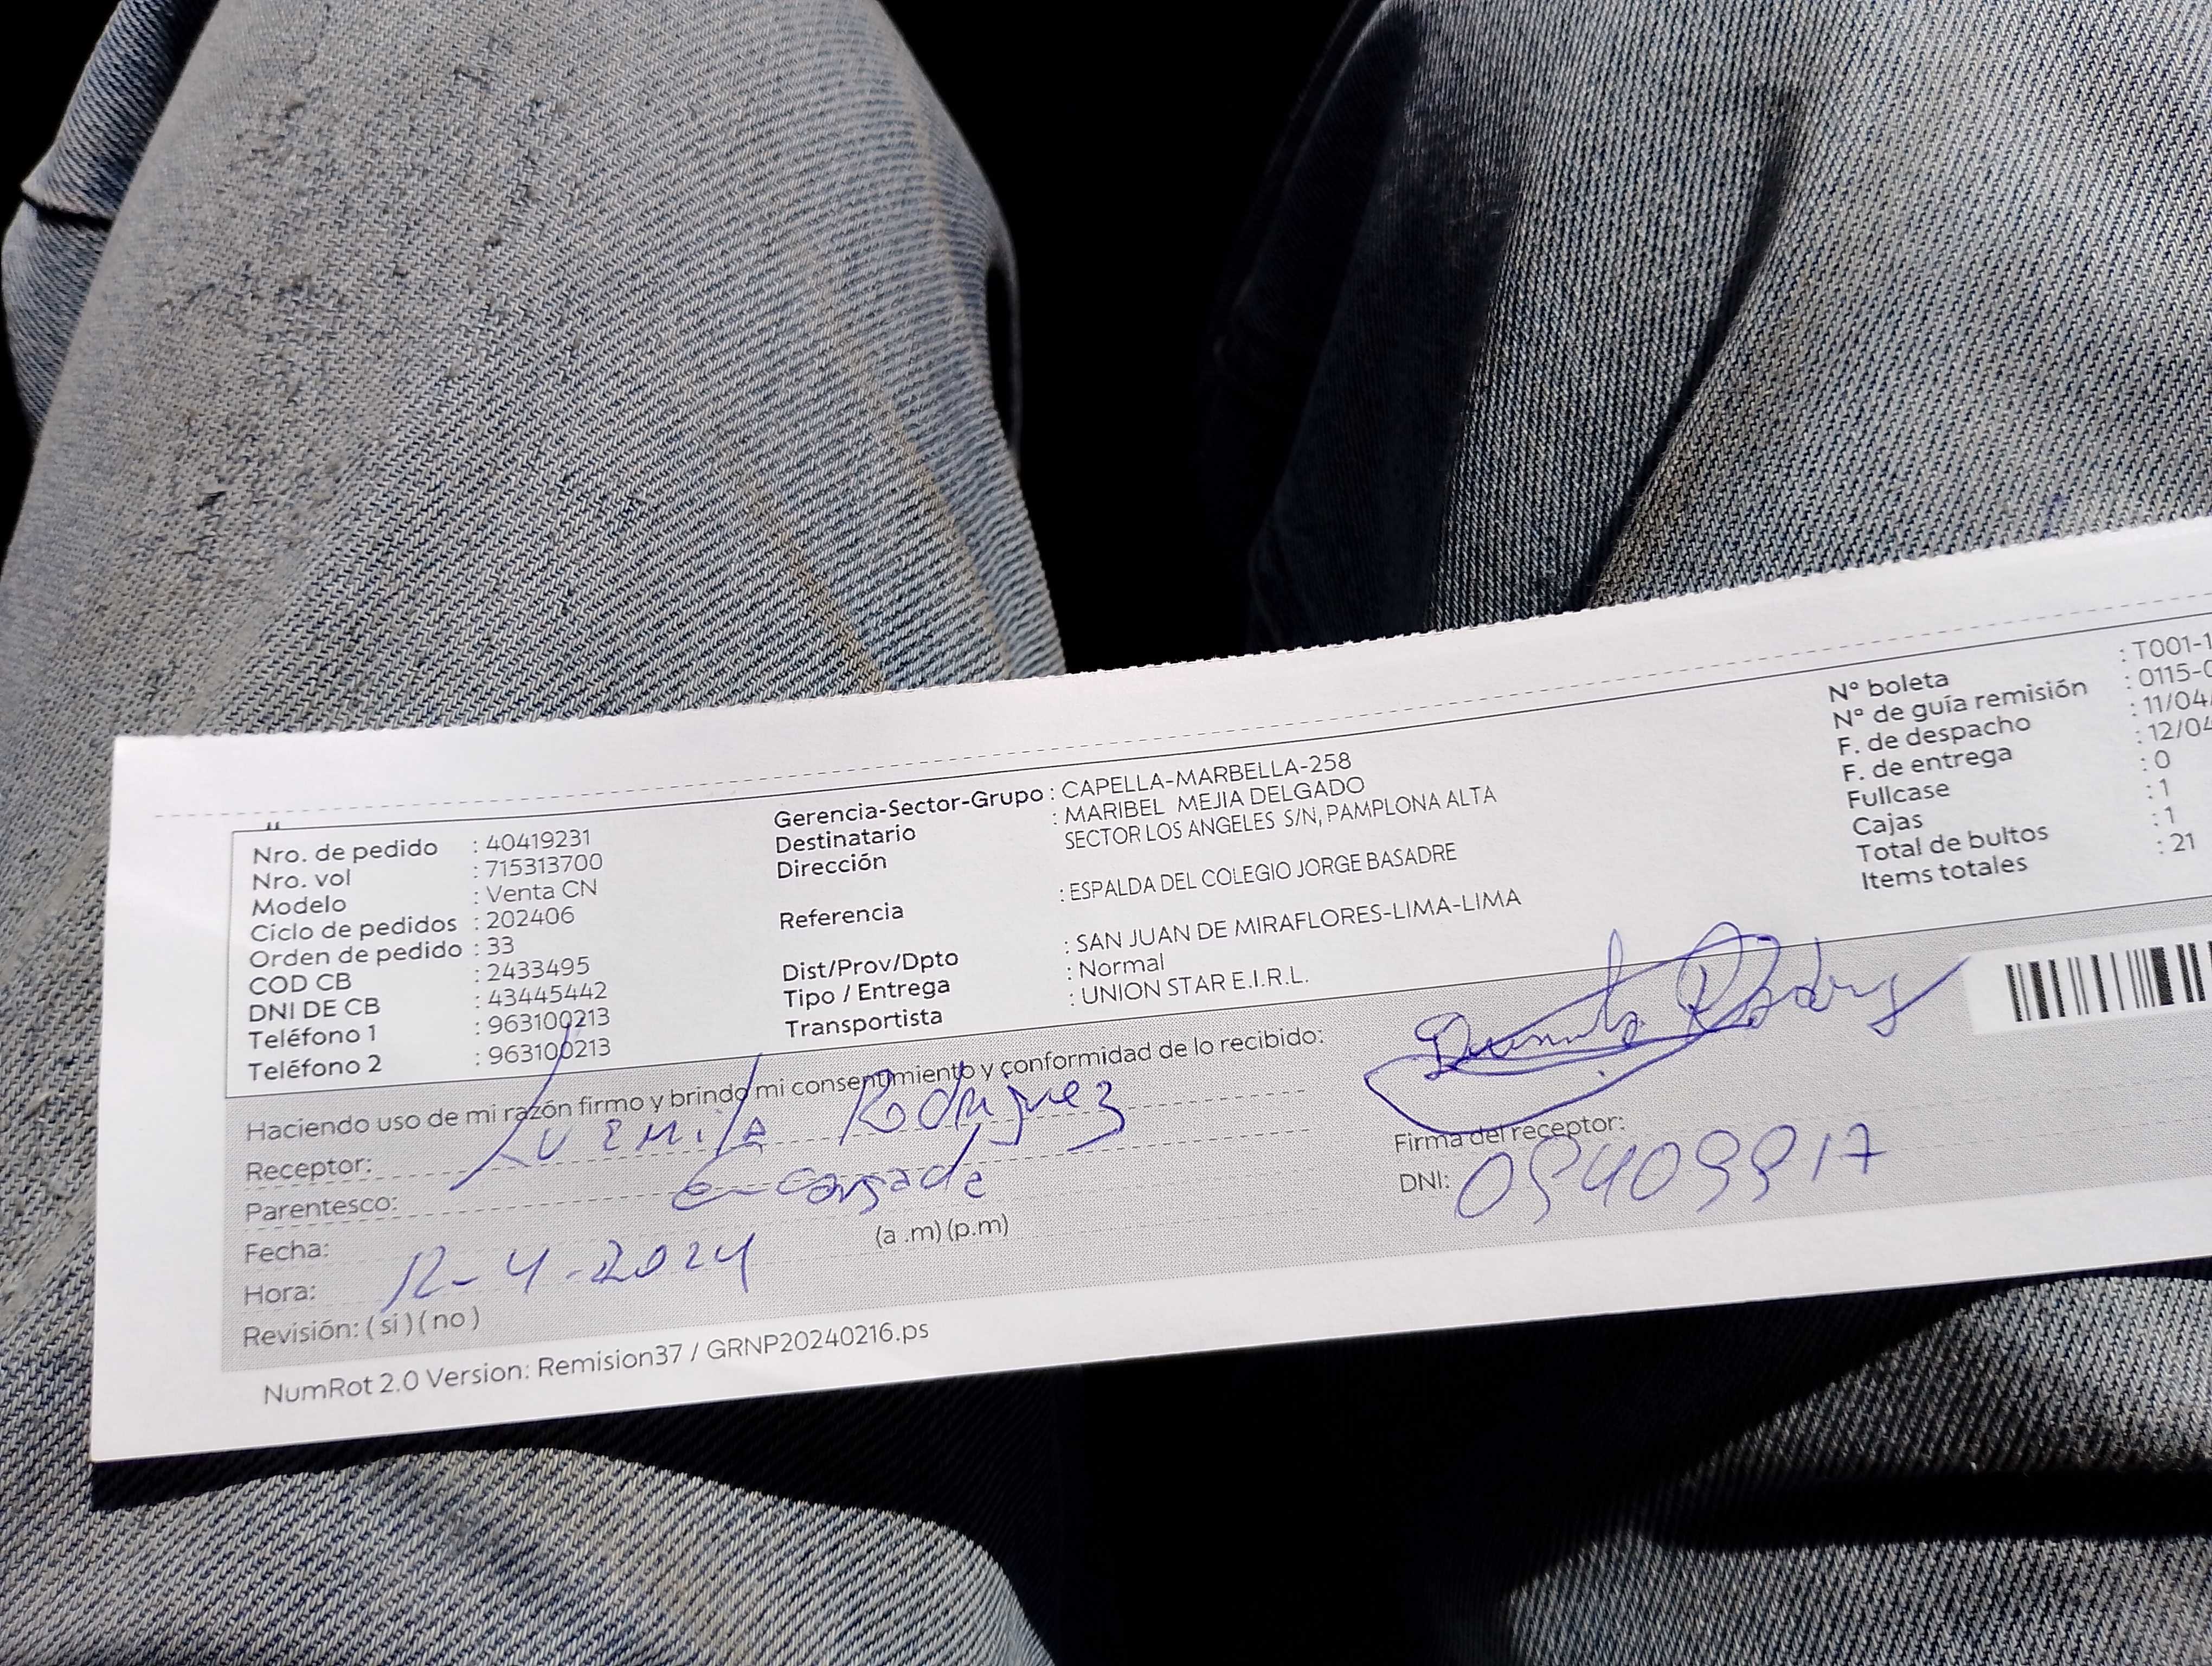 Nro. de pedido : 40419231
Nro. vol : 715313700
Modelo : Venta CN
Ciclo de pedidos : 202406
Orden de pedido : 33
COD CB : 2433495
DNI DE CB : 43445442
Teléfono 1 : 963100213
Teléfono 2 : 963100213
Gerencia-Sector-Grupo : CAPELLA-MARBELLA-258
Destinatario : MARIBEL MEJIA DELGADO
Dirección SECTOR LOS ANGELES S/N, PAMPLONA ALTA
Referencia : ESPALDA DEL COLEGIO JORGE BASADRE
Dist/Prov/Dpto : SAN JUAN DE MIRAFLORES-LIMA-LIMA
Tipo / Entrega : Normal
Transportista : UNION STAR E.I.R.L.
N° boleta : T001-1
N° de guía remisión : 0115-0
F. de despacho : 11/04
F. de entrega : 12/04
Fullcase : 0
Cajas : 1
Total de bultos : 1
Items totales : 21
Haciendo uso de mi razón firmo y brindo mi consentimiento y conformidad de lo recibido:
Receptor: Rodriguez
Parentesco: encargada
Fecha:
Hora: 12-4-2024 (a .m) (p.m)
Revisión: ( si ) ( no )
Firma del receptor:
DNI:
NumRot 2.0 Version: Remision37 / GRNP20240216.ps